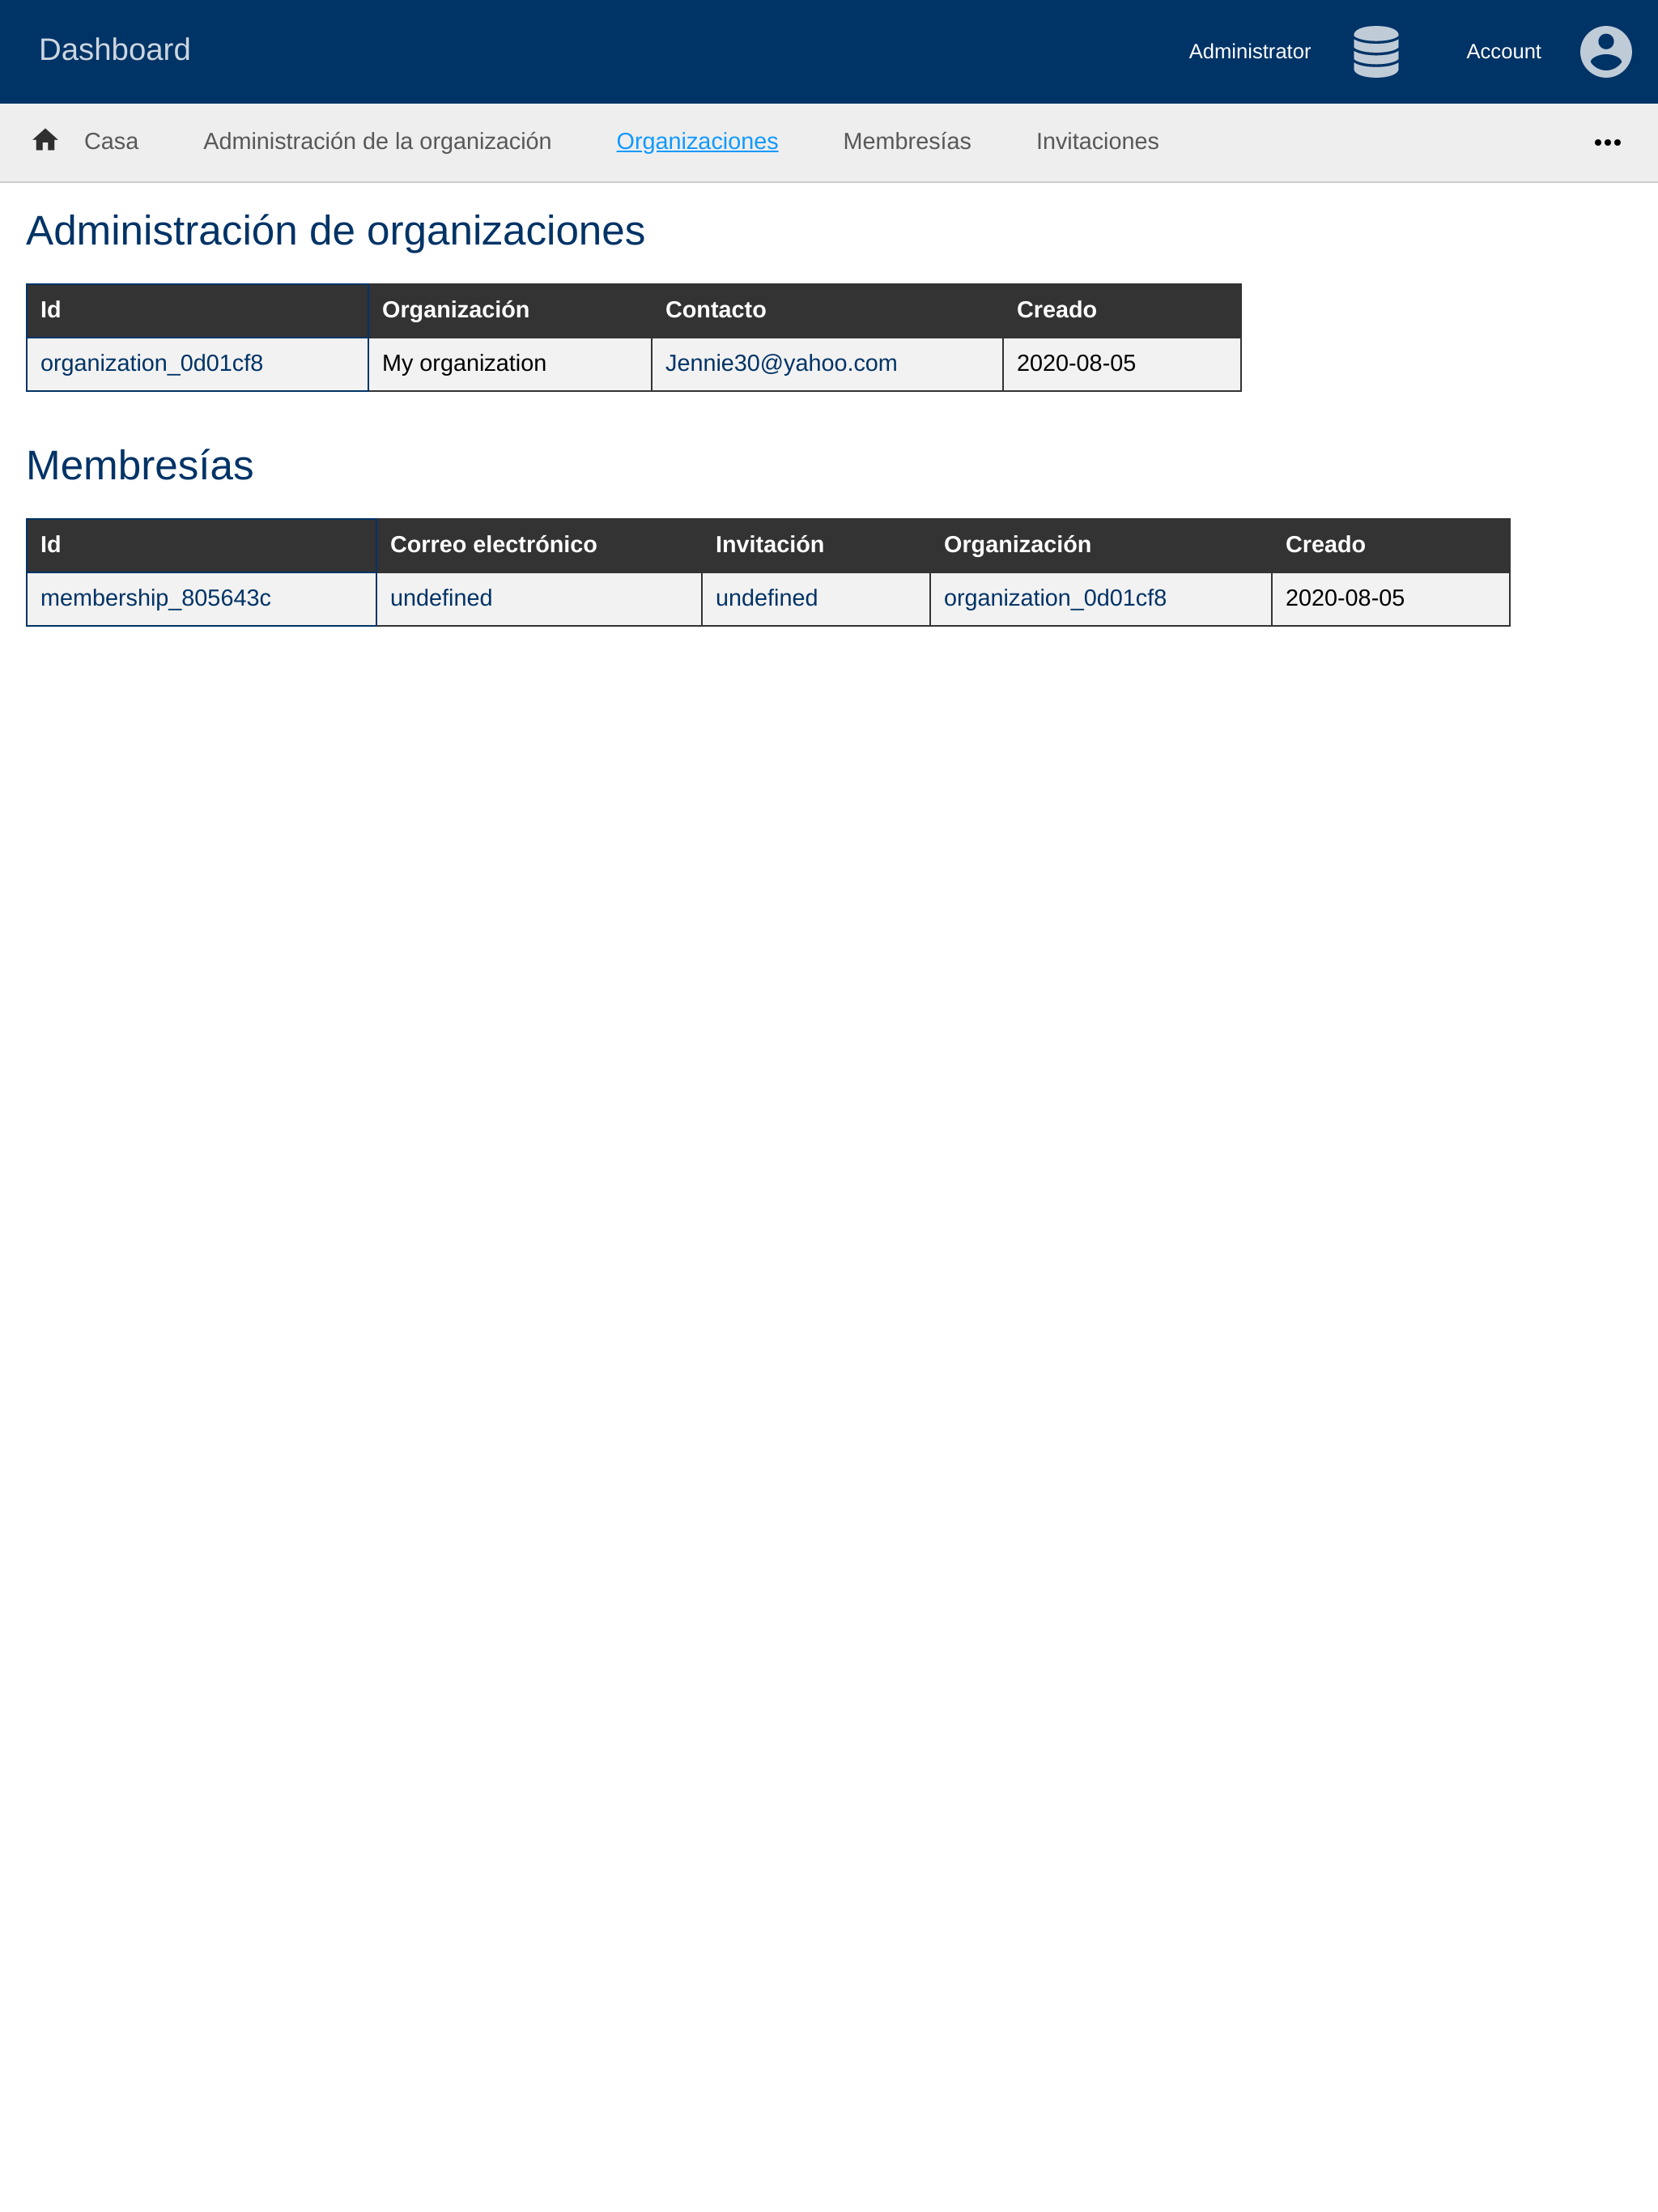 Dashboard Administrator Account
Casa Administración de la organización Organizaciones Membresías Invitaciones
Administración de organizaciones
Id Organización Contacto Creado
organization_0d01cf8 My organization Jennie30@yahoo.com 2020-08-05
Membresías
Id Correo electrónico Invitación Organización Creado
membership_805643c undefined undefined organization_0d01cf8 2020-08-05